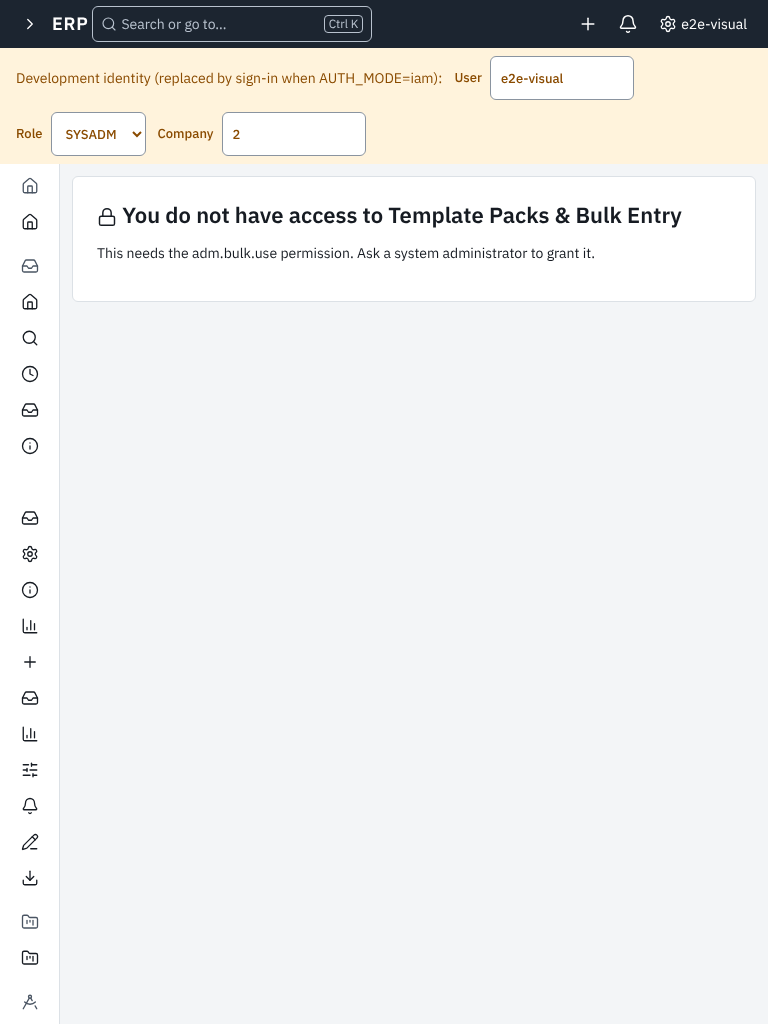 ERP
Search or go to...
Ctrl K
e2e-visual
Development identity (replaced by sign-in when AUTH_MODE=iam):
User
e2e-visual
Role
SYSADM
Company
2
You do not have access to Template Packs & Bulk Entry
This needs the adm.bulk.use permission. Ask a system administrator to grant it.